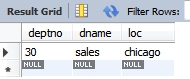 Result Grid Filter Rows:
deptno dname loc
30 sales chicago
NULL NULL NULL